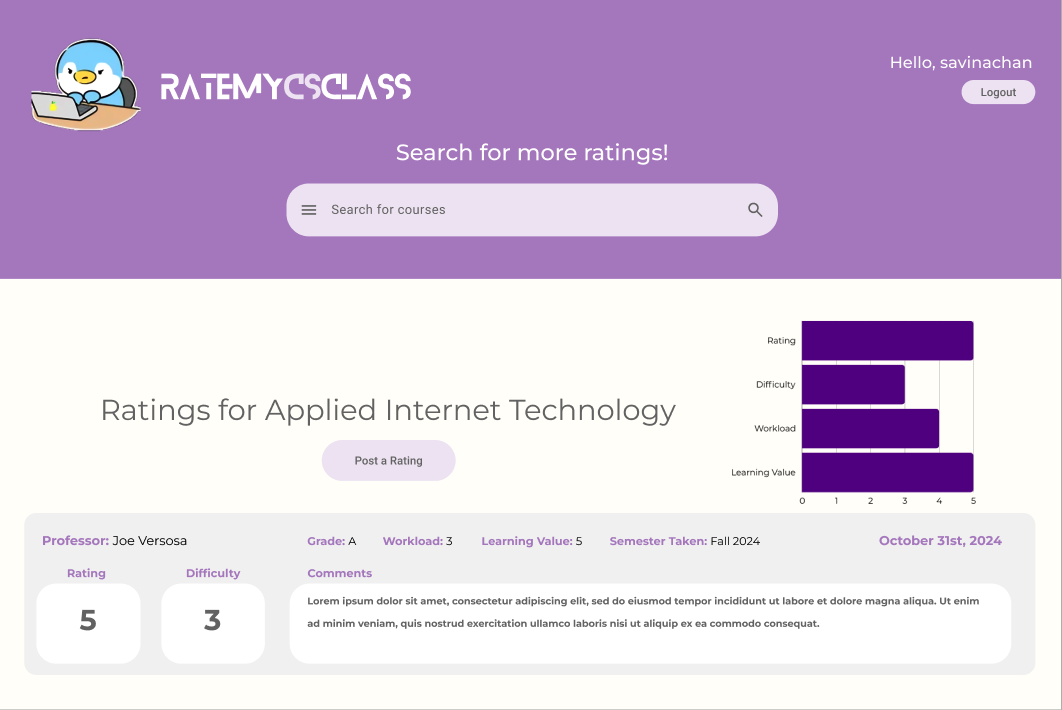 RATEMYCSCLASS
Hello, savinachan
Logout
Search for more ratings!
Search for courses
Ratings for Applied Internet Technology
Post a Rating
Rating
Difficulty
Workload
Learning Value
0 1 2 3 4 5
Professor: Joe Versosa
Grade: A Workload: 3 Learning Value: 5 Semester Taken: Fall 2024
October 31st, 2024
Rating
5
Difficulty
3
Comments
Lorem ipsum dolor sit amet, consectetur adipiscing elit, sed do eiusmod tempor incididunt ut labore et dolore magna aliqua. Ut enim
ad minim veniam, quis nostrud exercitation ullamco laboris nisi ut aliquip ex ea commodo consequat.